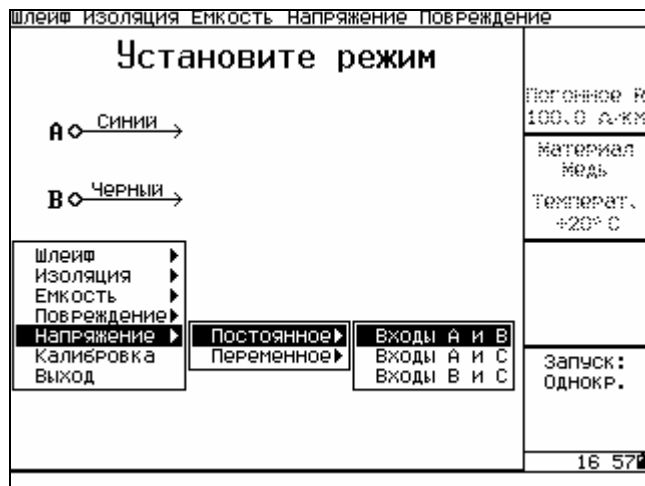 Шлейф Изоляция Емкость Напряжение Повреждение
Установите режим
A Синий
B Черный
Погонное R
100.0 Ω/км
Материал
Медь
Температ.
+20° C
Шлейф
Изоляция
Емкость
Повреждение
Напряжение
Калибровка
Выход
Постоянное
Переменное
Входы А и В
Входы А и С
Входы В и С
Запуск:
Однокр.
16 57